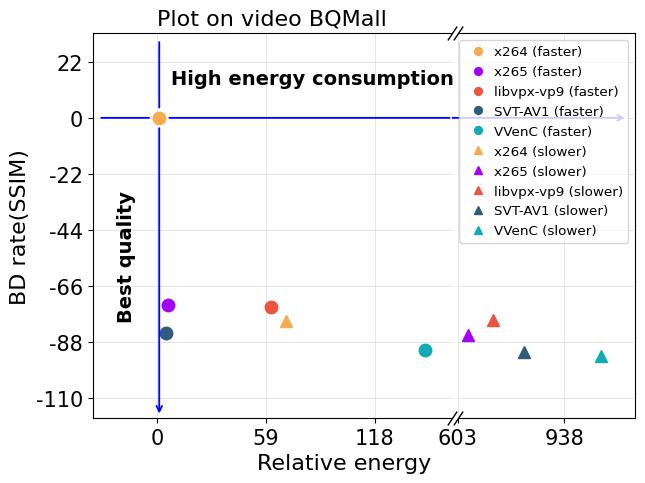 Plot on video BQMall
High energy consumption
Best quality
BD rate(SSIM)
22
0
-22
-44
-66
-88
-110
0
59
118
603
938
Relative energy
x264 (faster)
x265 (faster)
libvpx-vp9 (faster)
SVT-AV1 (faster)
VVenC (faster)
x264 (slower)
x265 (slower)
libvpx-vp9 (slower)
SVT-AV1 (slower)
VVenC (slower)